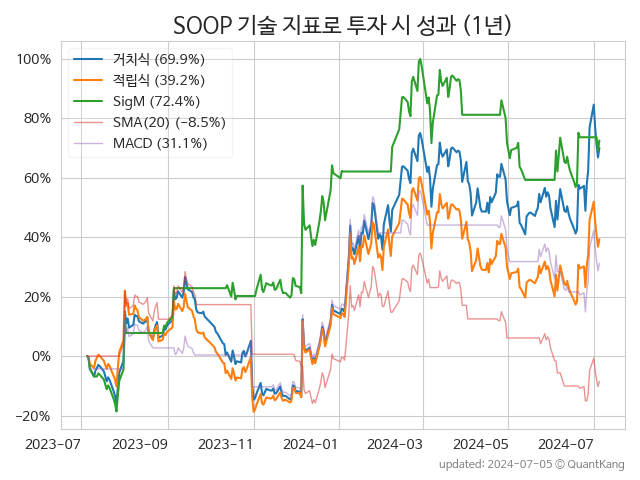 SOOP 기술 지표로 투자 시 성과 (1년)
100%
80%
60%
40%
20%
0%
−20%
거치식 (69.9%)
적립식 (39.2%)
SigM (72.4%)
SMA(20) (−8.5%)
MACD (31.1%)
2023-07
2023-09
2023-11
2024-01
2024-03
2024-05
2024-07
updated: 2024-07-05 © QuantKang